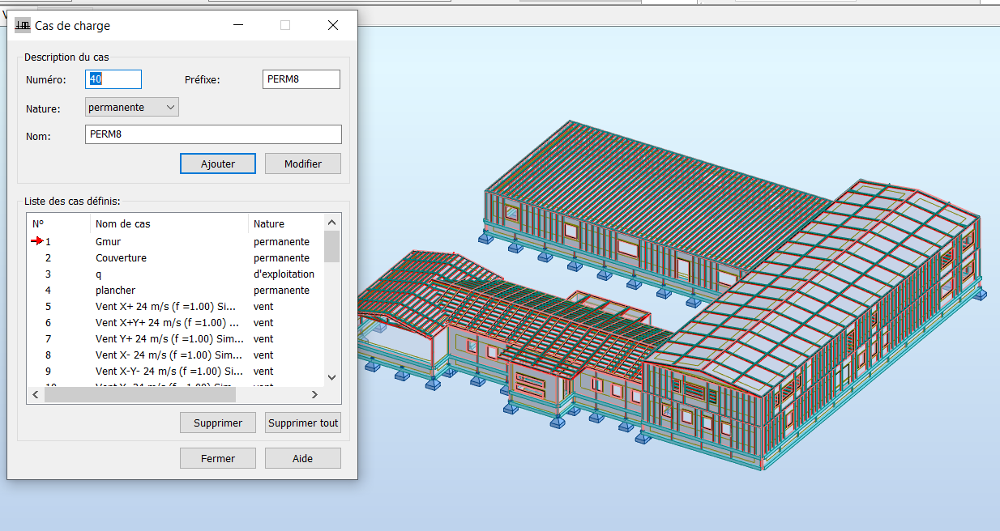 Cas de charge
Description du cas
Numéro: 40 Préfixe: PERM8
Nature: permanente
Nom: PERM8
Ajouter Modifier
Liste des cas définis:
N° Nom de cas Nature
1 Gmur permanente
2 Couverture permanente
3 q d'exploitation
4 plancher permanente
5 Vent X+ 24 m/s (f =1.00) Si... vent
6 Vent X+Y+ 24 m/s (f =1.00) ... vent
7 Vent Y+ 24 m/s (f =1.00) Sim... vent
8 Vent X- 24 m/s (f =1.00) Sim... vent
9 Vent X-Y- 24 m/s (f =1.00) Si... vent
Supprimer Supprimer tout
Fermer Aide